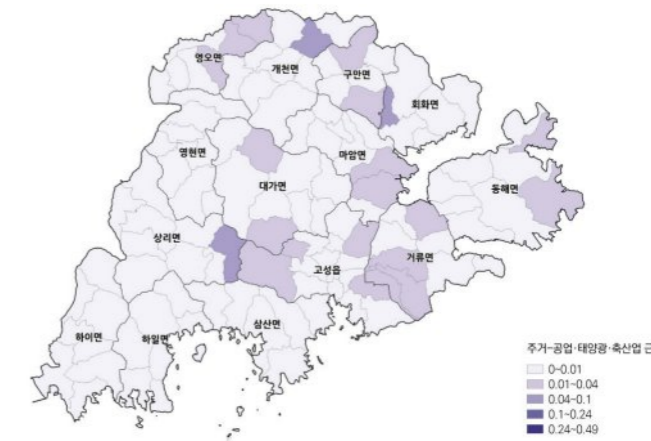 영오면
개천면
구만면
회화면
영현면
마암면
대가면
동해면
상리면
거류면
고성읍
삼산면
하이면
하일면
주거-공업·태양광·축산업 근
0~0.01
0.01~0.04
0.04~0.1
0.1~0.24
0.24~0.49